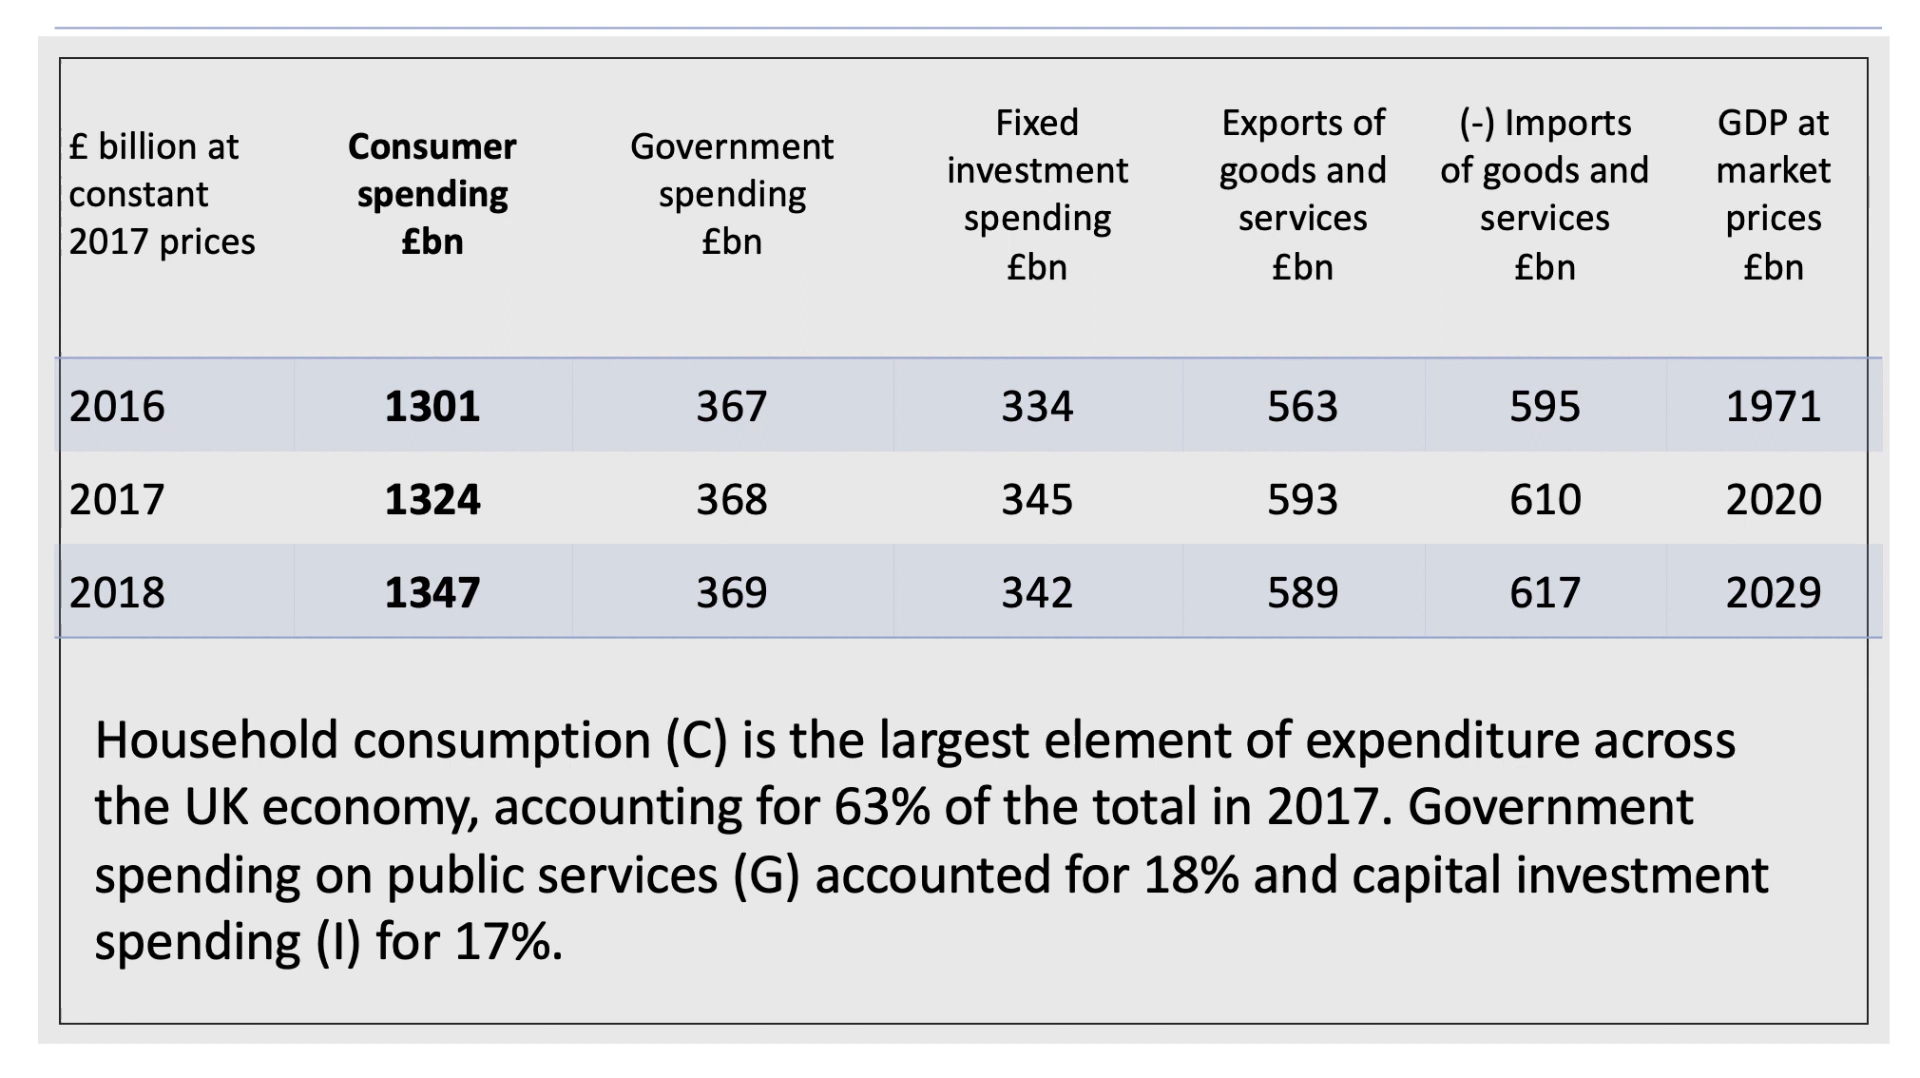 £ billion at constant 2017 prices
Consumer spending £bn
Government spending £bn
Fixed investment spending £bn
Exports of goods and services £bn
(-) Imports of goods and services £bn
GDP at market prices £bn
2016 1301 367 334 563 595 1971
2017 1324 368 345 593 610 2020
2018 1347 369 342 589 617 2029
Household consumption (C) is the largest element of expenditure across
the UK economy, accounting for 63% of the total in 2017. Government
spending on public services (G) accounted for 18% and capital investment
spending (I) for 17%.